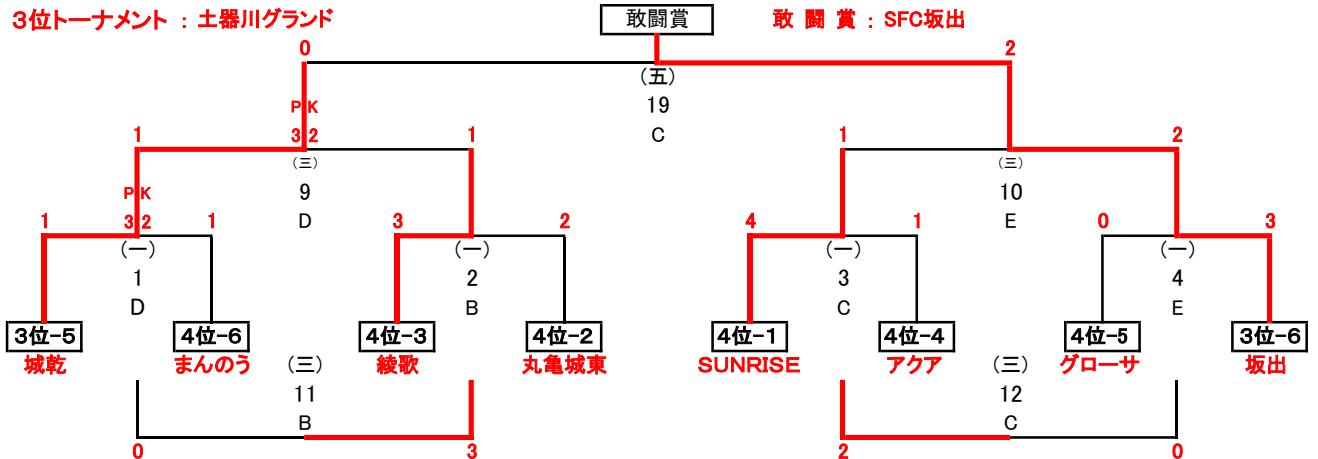 3位トーナメント : 土器川グランド
敢闘賞
敢 闘 賞 : SFC坂出
0
2
(五)
19
C
PK
1 3 2 1
1 2
(三)
9
D
(三)
10
E
PK
1 3 2 1
3 2
4 1
0 3
(一)
1
D
(一)
2
B
(一)
3
C
(一)
4
E
3位-5 4位-6 4位-3 4位-2 4位-1 4位-4 4位-5 3位-6
城乾 まんのう 綾歌 丸亀城東 SUNRISE アクア グローサ 坂出
(三)
11
B
(三)
12
C
0 3 2 0